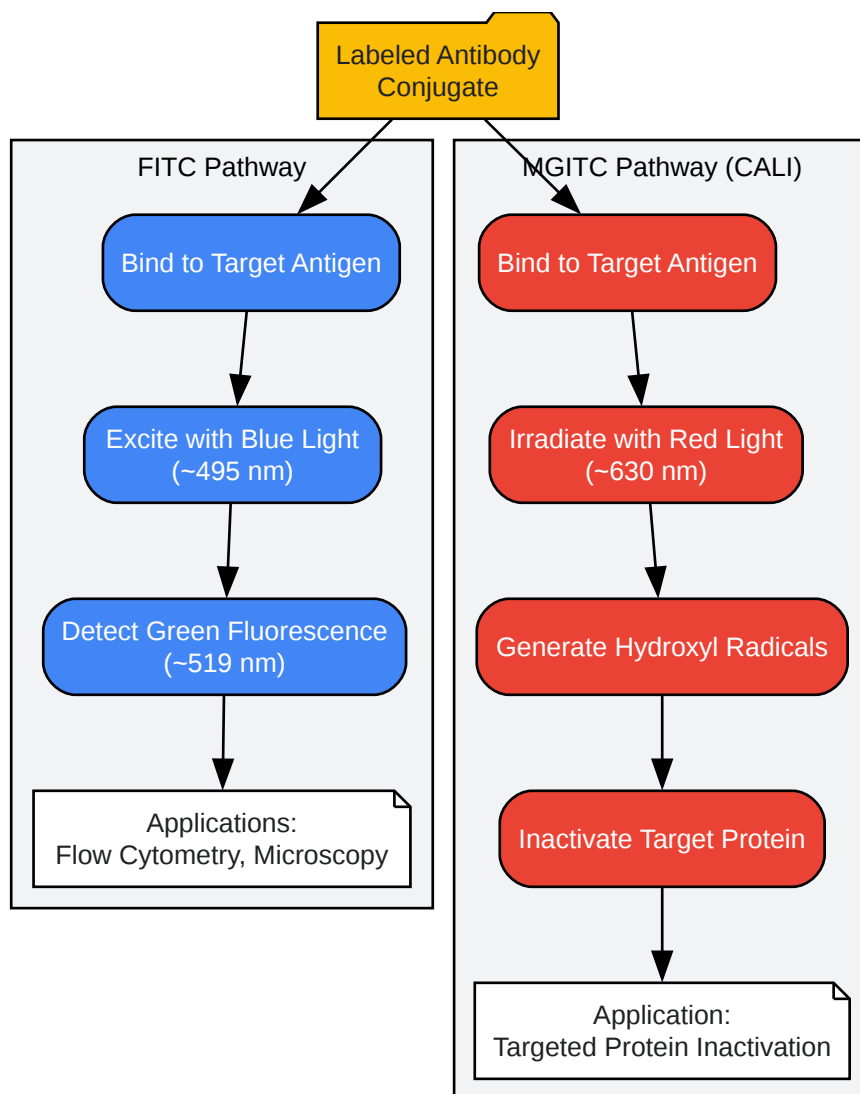 Labeled Antibody
Conjugate
FITC Pathway
Bind to Target Antigen
Excite with Blue Light
(~495 nm)
Detect Green Fluorescence
(~519 nm)
Applications:
Flow Cytometry, Microscopy
MGITC Pathway (CALI)
Bind to Target Antigen
Irradiate with Red Light
(~630 nm)
Generate Hydroxyl Radicals
Inactivate Target Protein
Application:
Targeted Protein Inactivation